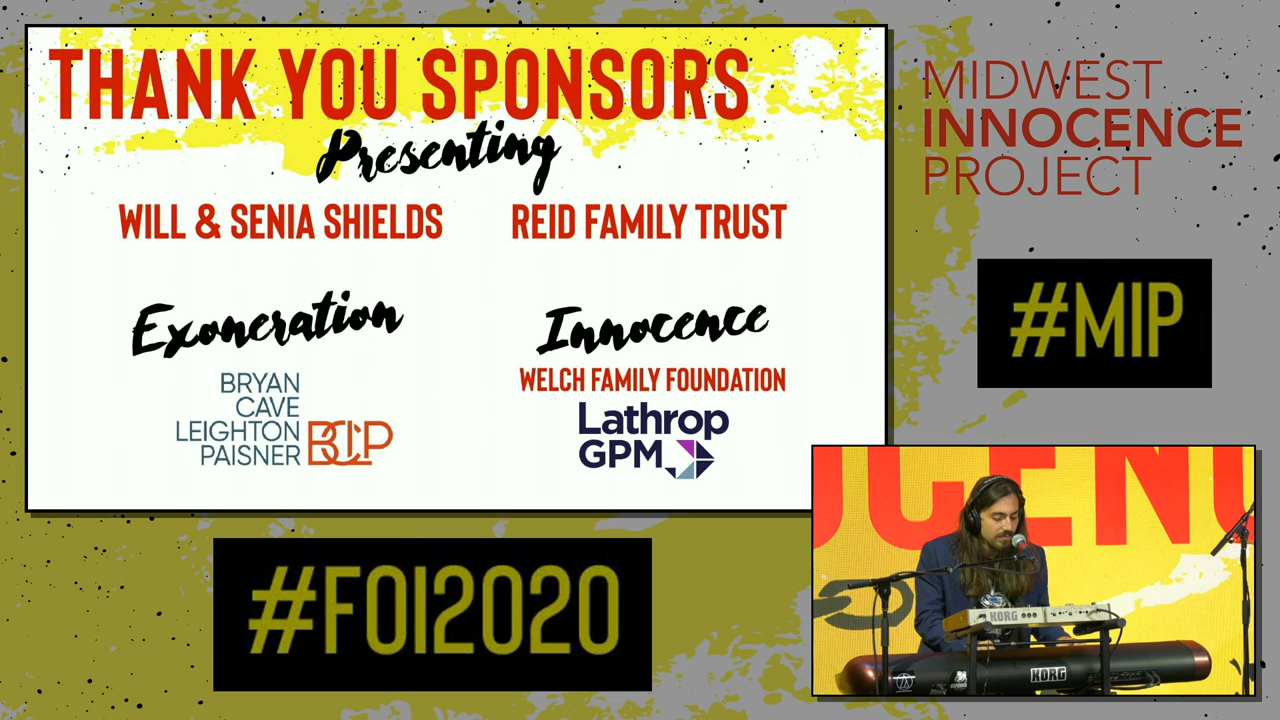 THANK YOU SPONSORS
Presenting
WILL & SENIA SHIELDS
REID FAMILY TRUST
Exoneration
BRYAN
CAVE
LEIGHTON
PAISNER
BCLP
Innocence
WELCH FAMILY FOUNDATION
Lathrop
GPM
MIDWEST
INNOCENCE
PROJECT
#MIP
#FOI2020
OCENC
KORG
KORG